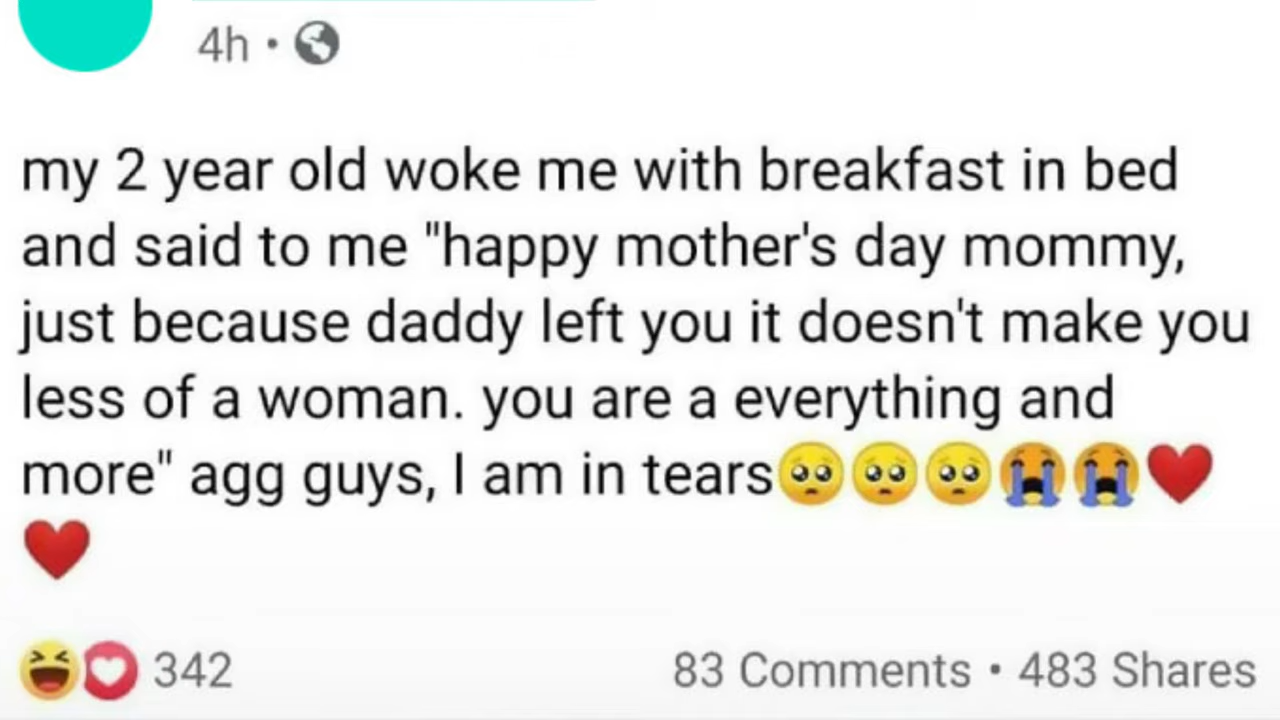 4h •
my 2 year old woke me with breakfast in bed
and said to me "happy mother's day mommy,
just because daddy left you it doesn't make you
less of a woman. you are a everything and
more" agg guys, I am in tears🥺🥺🥺😭😭❤️
❤️
342 83 Comments • 483 Shares